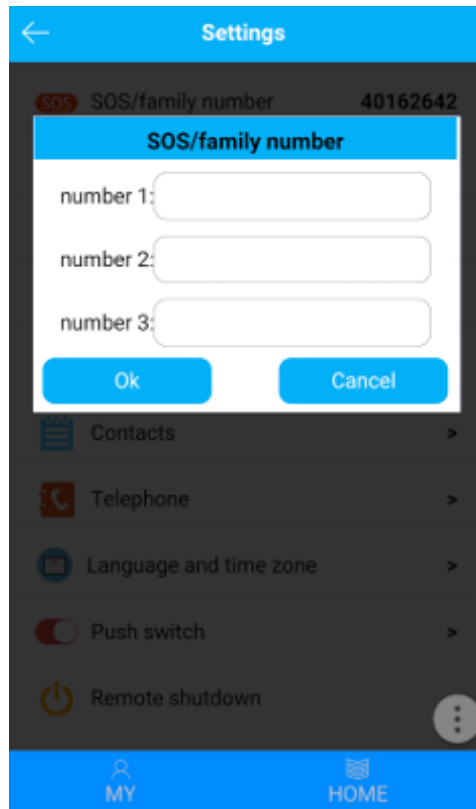 Settings
SOS SOS/family number 40162642
SOS/family number
number 1:
number 2:
number 3:
Ok Cancel
Contacts >
Telephone >
Language and time zone >
Push switch >
Remote shutdown
MY HOME